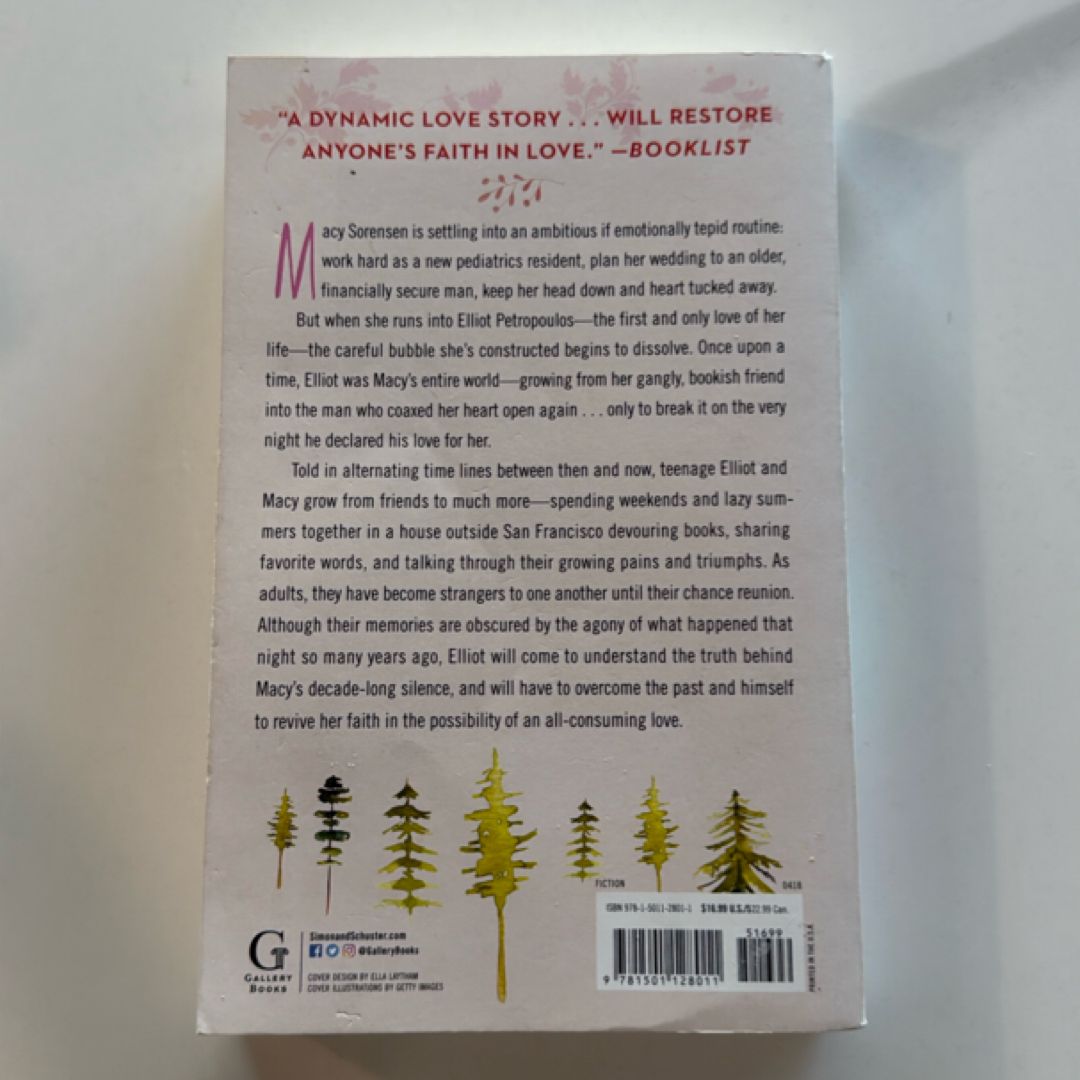 "A DYNAMIC LOVE STORY . . . WILL RESTORE
ANYONE'S FAITH IN LOVE." —BOOKLIST
Macy Sorensen is settling into an ambitious if emotionally tepid routine:
work hard as a new pediatrics resident, plan her wedding to an older,
financially secure man, keep her head down and heart tucked away.
But when she runs into Elliot Petropoulos—the first and only love of her
life—the careful bubble she's constructed begins to dissolve. Once upon a
time, Elliot was Macy's entire world—growing from her gangly, bookish friend
into the man who coaxed her heart open again . . . only to break it on the very
night he declared his love for her.
Told in alternating time lines between then and now, teenage Elliot and
Macy grow from friends to much more—spending weekends and lazy sum-
mers together in a house outside San Francisco devouring books, sharing
favorite words, and talking through their growing pains and triumphs. As
adults, they have become strangers to one another until their chance reunion.
Although their memories are obscured by the agony of what happened that
night so many years ago, Elliot will come to understand the truth behind
Macy's decade-long silence, and will have to overcome the past and himself
to revive her faith in the possibility of an all-consuming love.
FICTION
0418
ISBN 978-1-5011-2801-1 $16.99 U.S./$22.99 Can.
51699
9 781501 128011
PRINTED IN THE U.S.A.
G
GALLERY
BOOKS
SimonandSchuster.com
@GalleryBooks
COVER DESIGN BY ELLA LAYTHAM
COVER ILLUSTRATIONS BY GETTY IMAGES